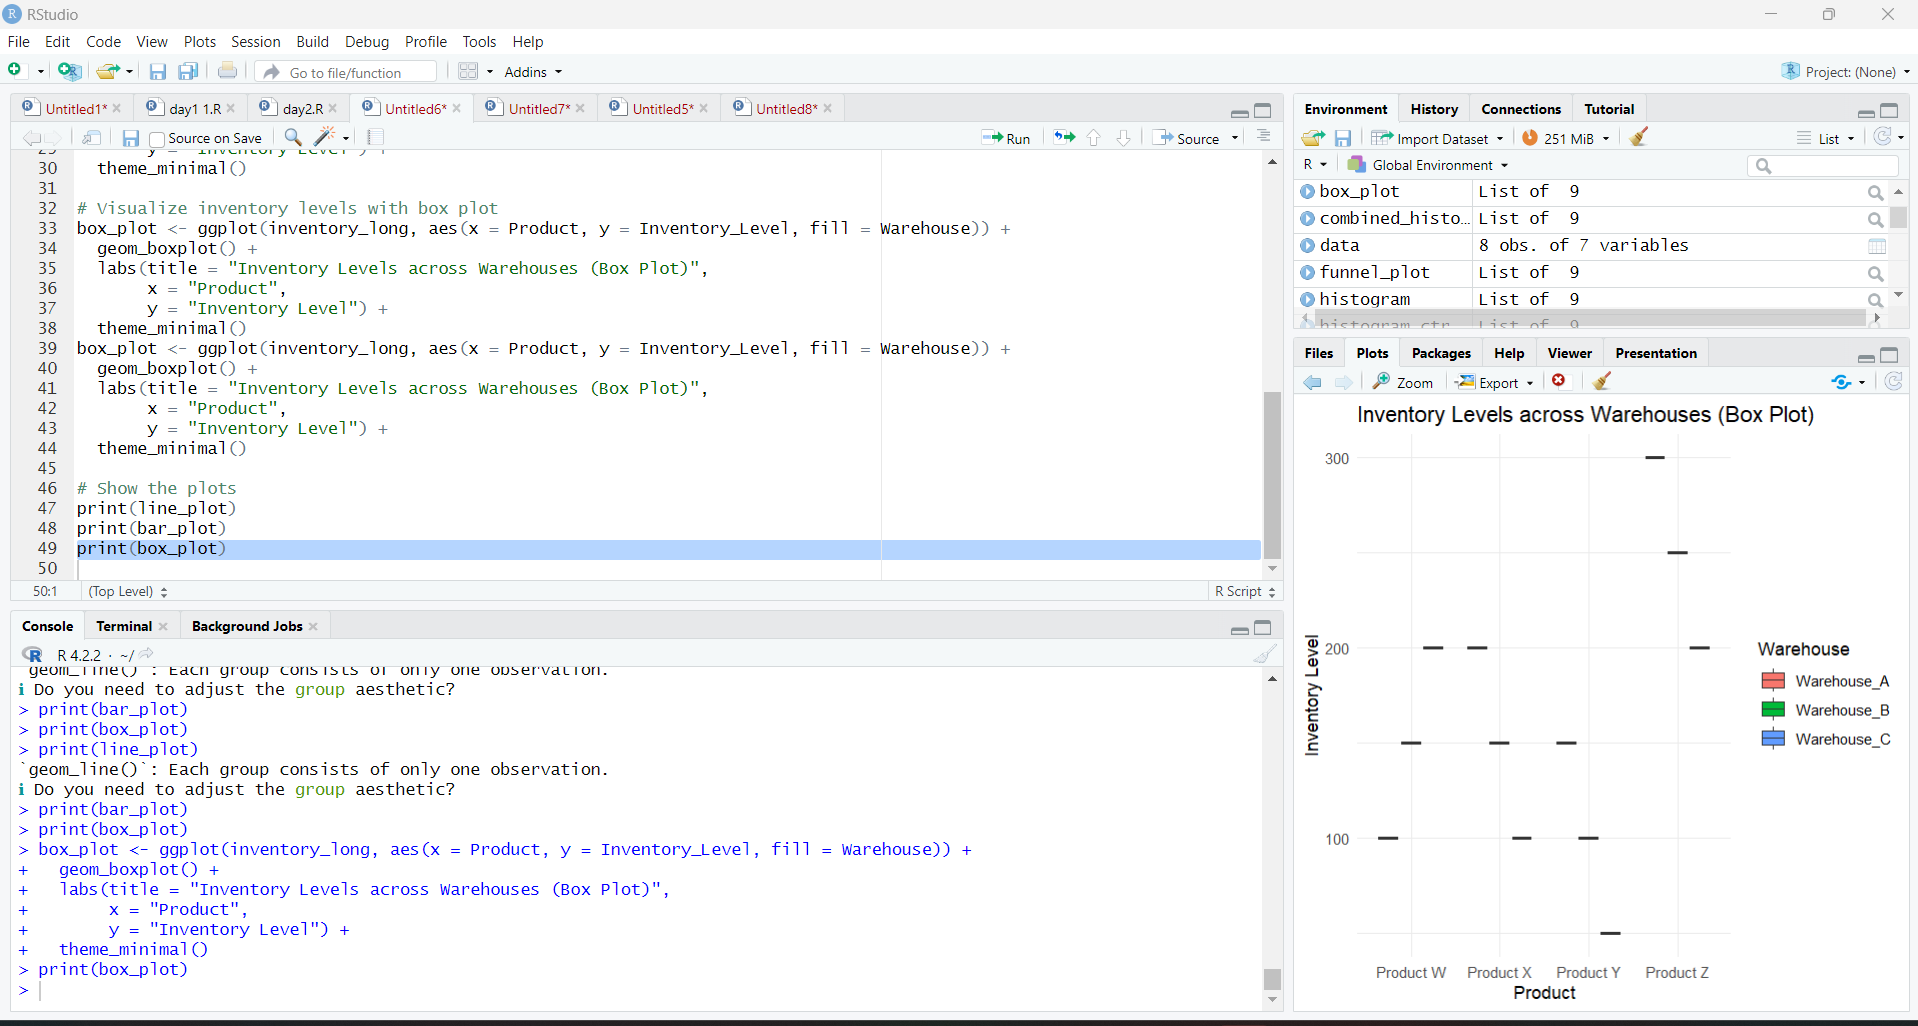 RStudio
File Edit Code View Plots Session Build Debug Profile Tools Help
Go to file/function Addins Project: (None)
Untitled1* day1 1.R day2.R Untitled6* Untitled7* Untitled5* Untitled8*
Source on Save Run Source
29 y = "Inventory Level") +
30 theme_minimal()
31
32 # Visualize inventory levels with box plot
33 box_plot <- ggplot(inventory_long, aes(x = Product, y = Inventory_Level, fill = Warehouse)) +
34 geom_boxplot() +
35 labs(title = "Inventory Levels across Warehouses (Box Plot)",
36 x = "Product",
37 y = "Inventory Level") +
38 theme_minimal()
39 box_plot <- ggplot(inventory_long, aes(x = Product, y = Inventory_Level, fill = Warehouse)) +
40 geom_boxplot() +
41 labs(title = "Inventory Levels across Warehouses (Box Plot)",
42 x = "Product",
43 y = "Inventory Level") +
44 theme_minimal()
45
46 # Show the plots
47 print(line_plot)
48 print(bar_plot)
49 print(box_plot)
50
50:1 (Top Level) R Script
Console Terminal Background Jobs
R 4.2.2 · ~/
`geom_line()`: Each group consists of only one observation.
i Do you need to adjust the group aesthetic?
> print(bar_plot)
> print(box_plot)
> print(line_plot)
`geom_line()`: Each group consists of only one observation.
i Do you need to adjust the group aesthetic?
> print(bar_plot)
> print(box_plot)
> box_plot <- ggplot(inventory_long, aes(x = Product, y = Inventory_Level, fill = Warehouse)) +
+ geom_boxplot() +
+ labs(title = "Inventory Levels across Warehouses (Box Plot)",
+ x = "Product",
+ y = "Inventory Level") +
+ theme_minimal()
> print(box_plot)
>
Environment History Connections Tutorial
Import Dataset 251 MiB List
R Global Environment
box_plot List of 9
combined_histo… List of 9
data 8 obs. of 7 variables
funnel_plot List of 9
histogram List of 9
histogram_ctr List of 9
Files Plots Packages Help Viewer Presentation
Zoom Export
Inventory Levels across Warehouses (Box Plot)
300
200
100
Inventory Level
Product W Product X Product Y Product Z
Product
Warehouse
Warehouse_A
Warehouse_B
Warehouse_C